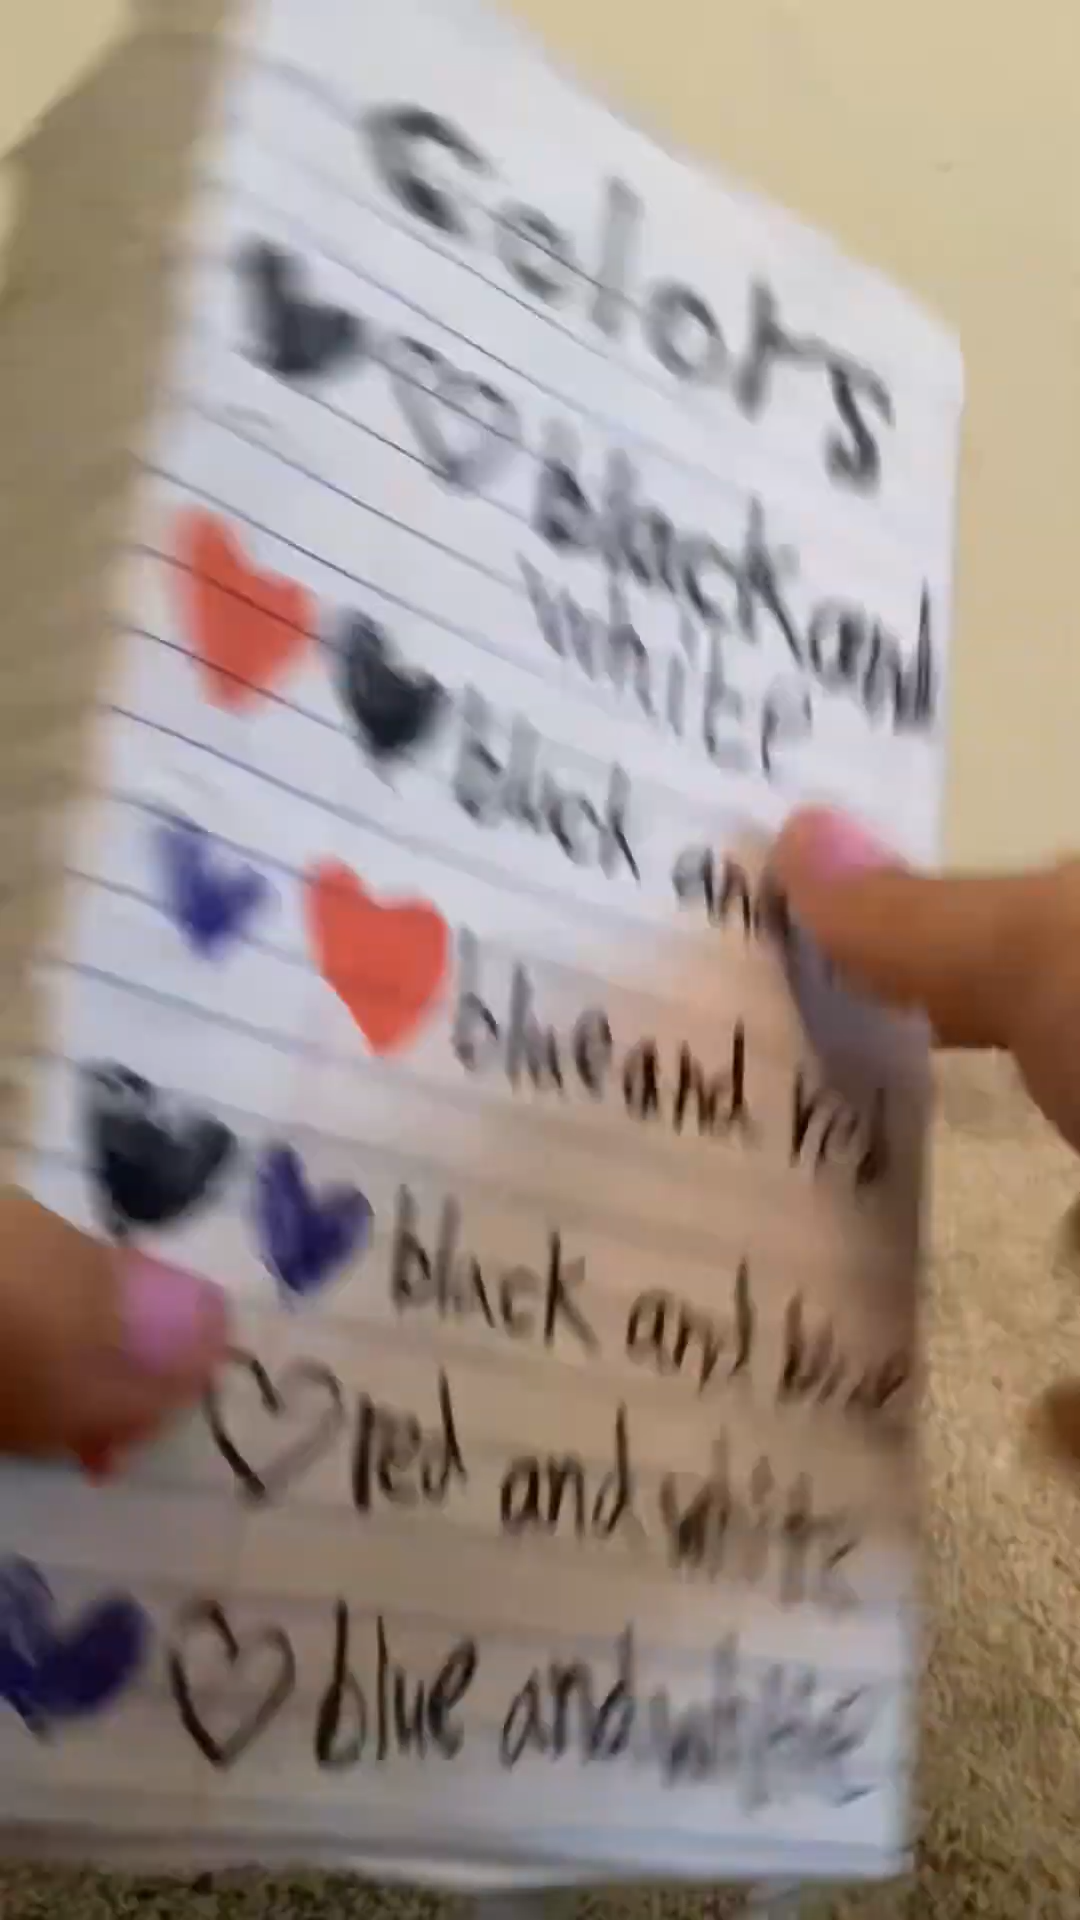 Colors
black and
white
black and
blue and red
black and blue
red and white
blue and white